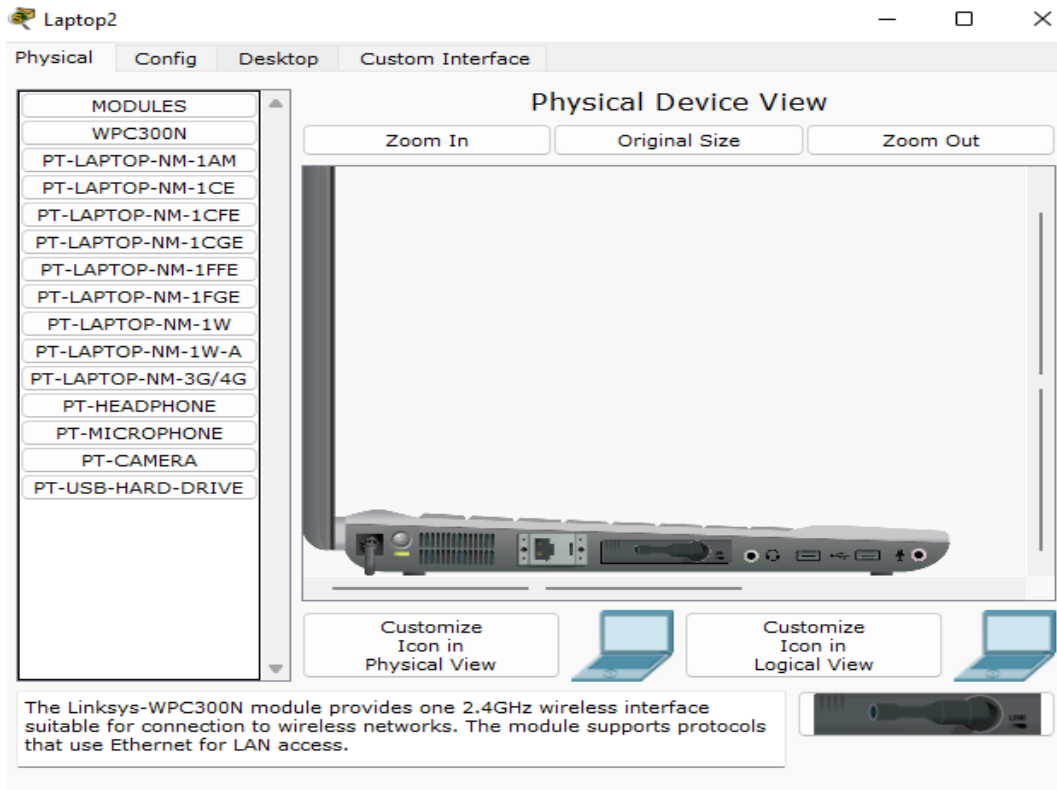 Laptop2
Physical Config Desktop Custom Interface
MODULES
WPC300N
PT-LAPTOP-NM-1AM
PT-LAPTOP-NM-1CE
PT-LAPTOP-NM-1CFE
PT-LAPTOP-NM-1CGE
PT-LAPTOP-NM-1FFE
PT-LAPTOP-NM-1FGE
PT-LAPTOP-NM-1W
PT-LAPTOP-NM-1W-A
PT-LAPTOP-NM-3G/4G
PT-HEADPHONE
PT-MICROPHONE
PT-CAMERA
PT-USB-HARD-DRIVE
Physical Device View
Zoom In Original Size Zoom Out
Customize
Icon in
Physical View
Customize
Icon in
Logical View
The Linksys-WPC300N module provides one 2.4GHz wireless interface
suitable for connection to wireless networks. The module supports protocols
that use Ethernet for LAN access.
LINK